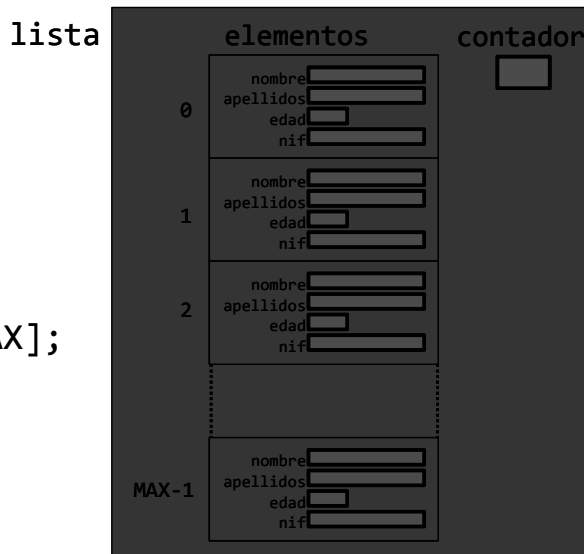 lista elementos contador
nombre
apellidos
0
edad
nif
nombre
apellidos
1
edad
nif
nombre
apellidos
2
edad
nif
AX];
nombre
apellidos
MAX-1
edad
nif